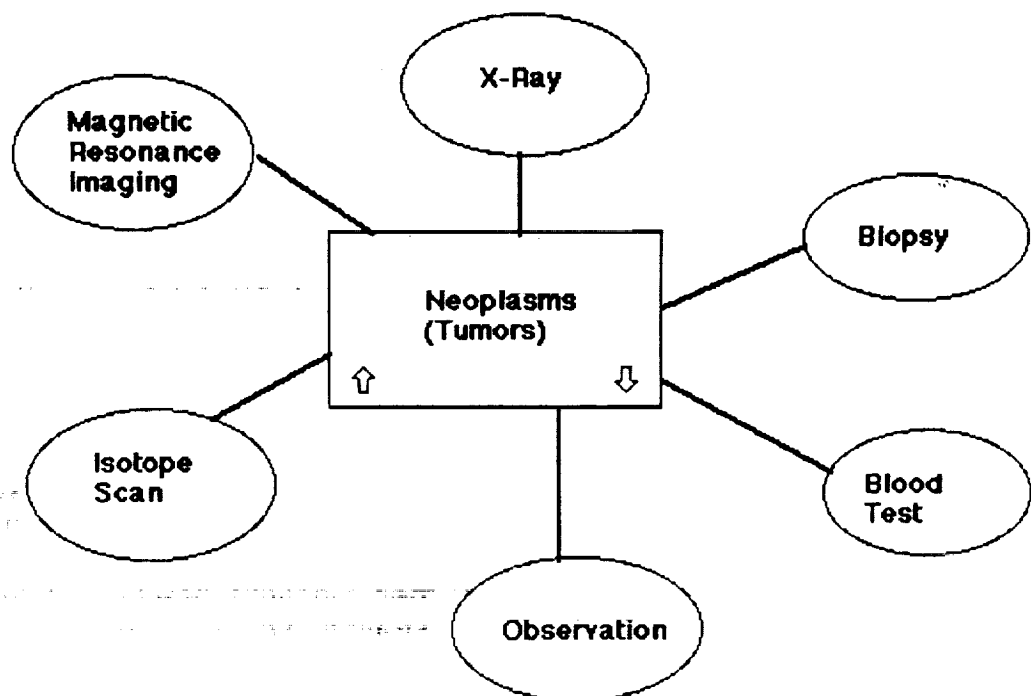 X-Ray
Magnetic
Resonance
Imaging
Biopsy
Neoplasms
(Tumors)
Isotope
Scan
Blood
Test
Observation